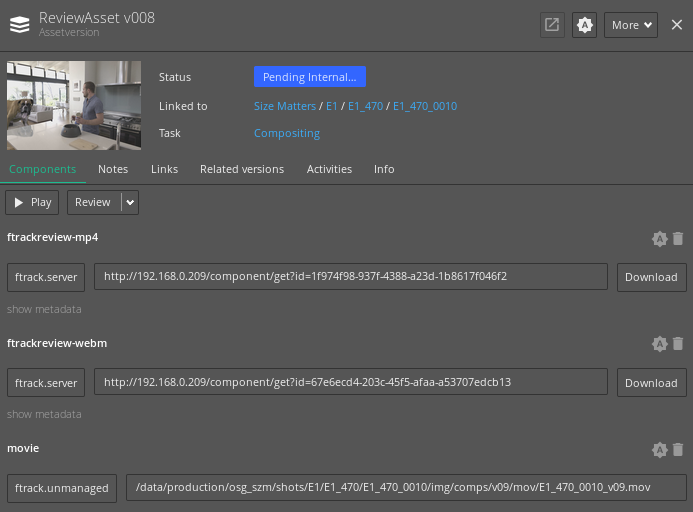 ReviewAsset v008
More
Assetversion
Status
Pending Internal...
Linked to
Size Matters / E1 / E1_470 / E1_470_0010
Task
Compositing
Components Notes Links Related versions Activities Info
Play Review
ftrackreview-mp4
ftrack.server http://192.168.0.209/component/get?id=1f974f98-937f-4388-a23d-1b8617f046f2 Download
show metadata
ftrackreview-webm
ftrack.server http://192.168.0.209/component/get?id=67e6ecd4-203c-45f5-afaa-a53707edcb13 Download
show metadata
movie
ftrack.unmanaged /data/production/osg_szm/shots/E1/E1_470/E1_470_0010/img/comps/v09/mov/E1_470_0010_v09.mov